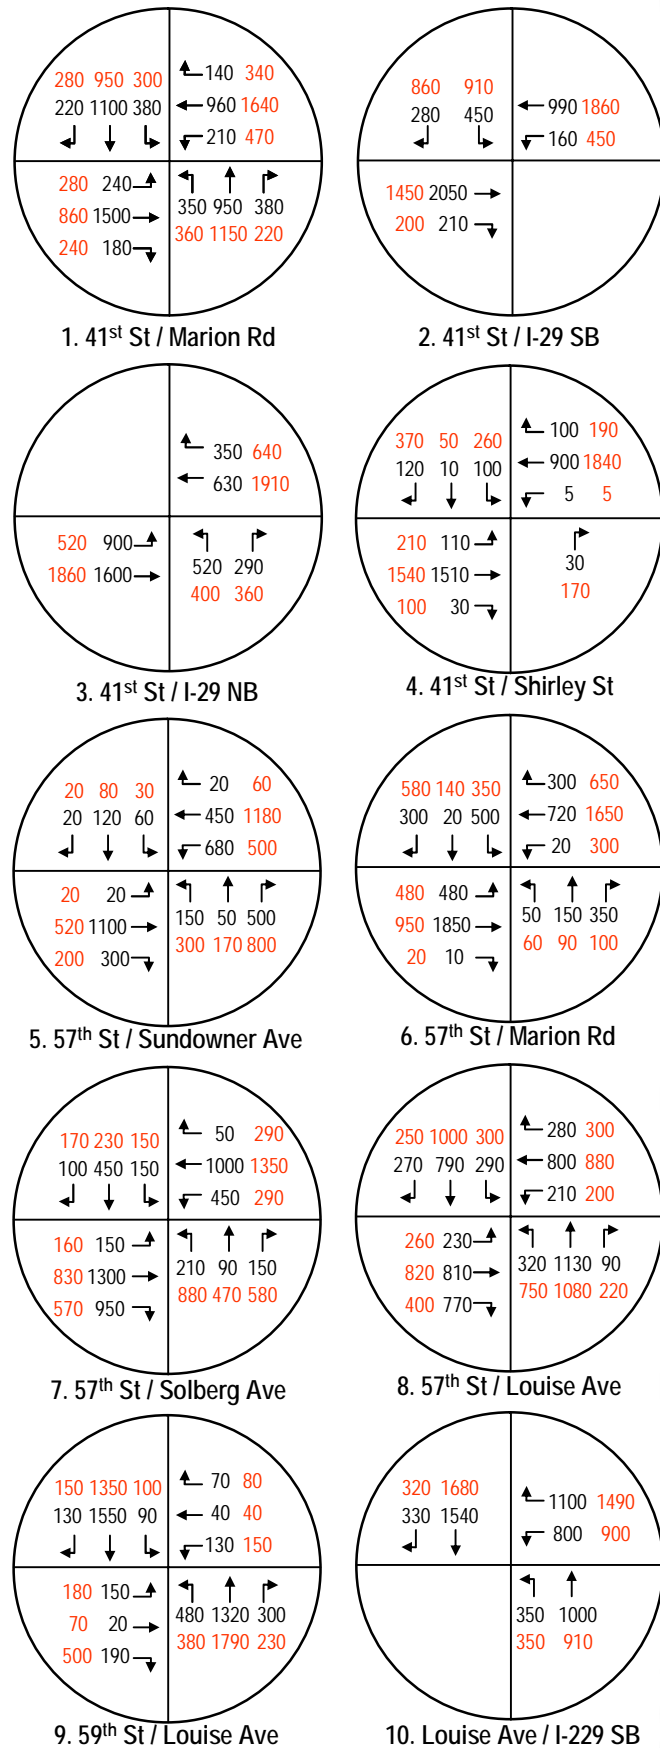 280 950 300
220 1100 380
140 340
960 1640
210 470
280 240
860 1500
240 180
350 950 380
360 1150 220
1. 41st St / Marion Rd
860 910
280 450
990 1860
160 450
1450 2050
200 210
2. 41st St / I-29 SB
350 640
630 1910
520 900
1860 1600
520 290
400 360
3. 41st St / I-29 NB
370 50 260
120 10 100
100 190
900 1840
5 5
210 110
1540 1510
100 30
30
170
4. 41st St / Shirley St
20 80 30
20 120 60
20 60
450 1180
680 500
20 20
520 1100
200 300
150 50 500
300 170 800
5. 57th St / Sundowner Ave
580 140 350
300 20 500
300 650
720 1650
20 300
480 480
950 1850
20 10
50 150 350
60 90 100
6. 57th St / Marion Rd
170 230 150
100 450 150
50 290
1000 1350
450 290
160 150
830 1300
570 950
210 90 150
880 470 580
7. 57th St / Solberg Ave
250 1000 300
270 790 290
280 300
800 880
210 200
260 230
820 810
400 770
320 1130 90
750 1080 220
8. 57th St / Louise Ave
150 1350 100
130 1550 90
70 80
40 40
130 150
180 150
70 20
500 190
480 1320 300
380 1790 230
9. 59th St / Louise Ave
320 1680
330 1540
1100 1490
800 900
350 1000
350 910
10. Louise Ave / I-229 SB